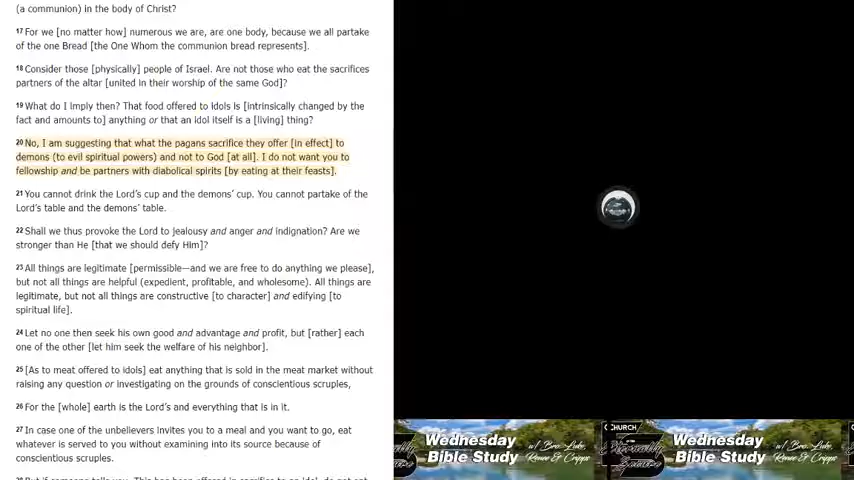 (a communion) in the body of Christ?
17 For we [no matter how] numerous we are, are one body, because we all partake
of the one Bread [the One Whom the communion bread represents].
18 Consider those [physically] people of Israel. Are not those who eat the sacrifices
partners of the altar [united in their worship of the same God]?
19 What do I imply then? That food offered to idols is [intrinsically changed by the
fact and amounts to] anything or that an idol itself is a [living] thing?
20 No, I am suggesting that what the pagans sacrifice they offer [in effect] to
demons (to evil spiritual powers) and not to God [at all]. I do not want you to
fellowship and be partners with diabolical spirits [by eating at their feasts].
21 You cannot drink the Lord's cup and the demons' cup. You cannot partake of the
Lord's table and the demons' table.
22 Shall we thus provoke the Lord to jealousy and anger and indignation? Are we
stronger than He [that we should defy Him]?
23 All things are legitimate [permissible—and we are free to do anything we please],
but not all things are helpful (expedient, profitable, and wholesome). All things are
legitimate, but not all things are constructive [to character] and edifying [to
spiritual life].
24 Let no one then seek his own good and advantage and profit, but [rather] each
one of the other [let him seek the welfare of his neighbor].
25 [As to meat offered to idols] eat anything that is sold in the meat market without
raising any question or investigating on the grounds of conscientious scruples,
26 For the [whole] earth is the Lord's and everything that is in it.
27 In case one of the unbelievers invites you to a meal and you want to go, eat
whatever is served to you without examining into its source because of
conscientious scruples.
Wednesday
Bible Study
w/ Bro. Luke,
Renee & Cripps
CHURCH
Eternally
Secure
Wednesday
Bible Study
w/ Bro. Luke,
Renee & Cripps